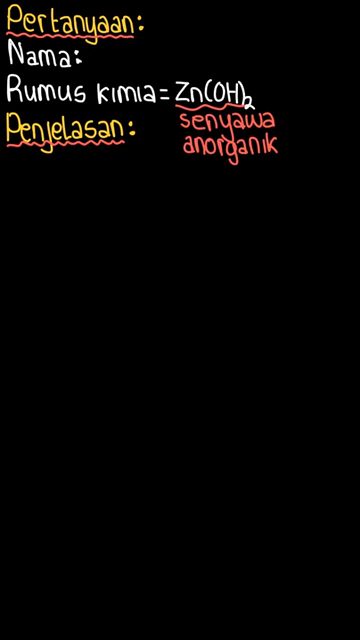 Pertanyaan:
Nama:
Rumus kimia = Zn(OH)₂
Penjelasan:
senyawa
anorganik